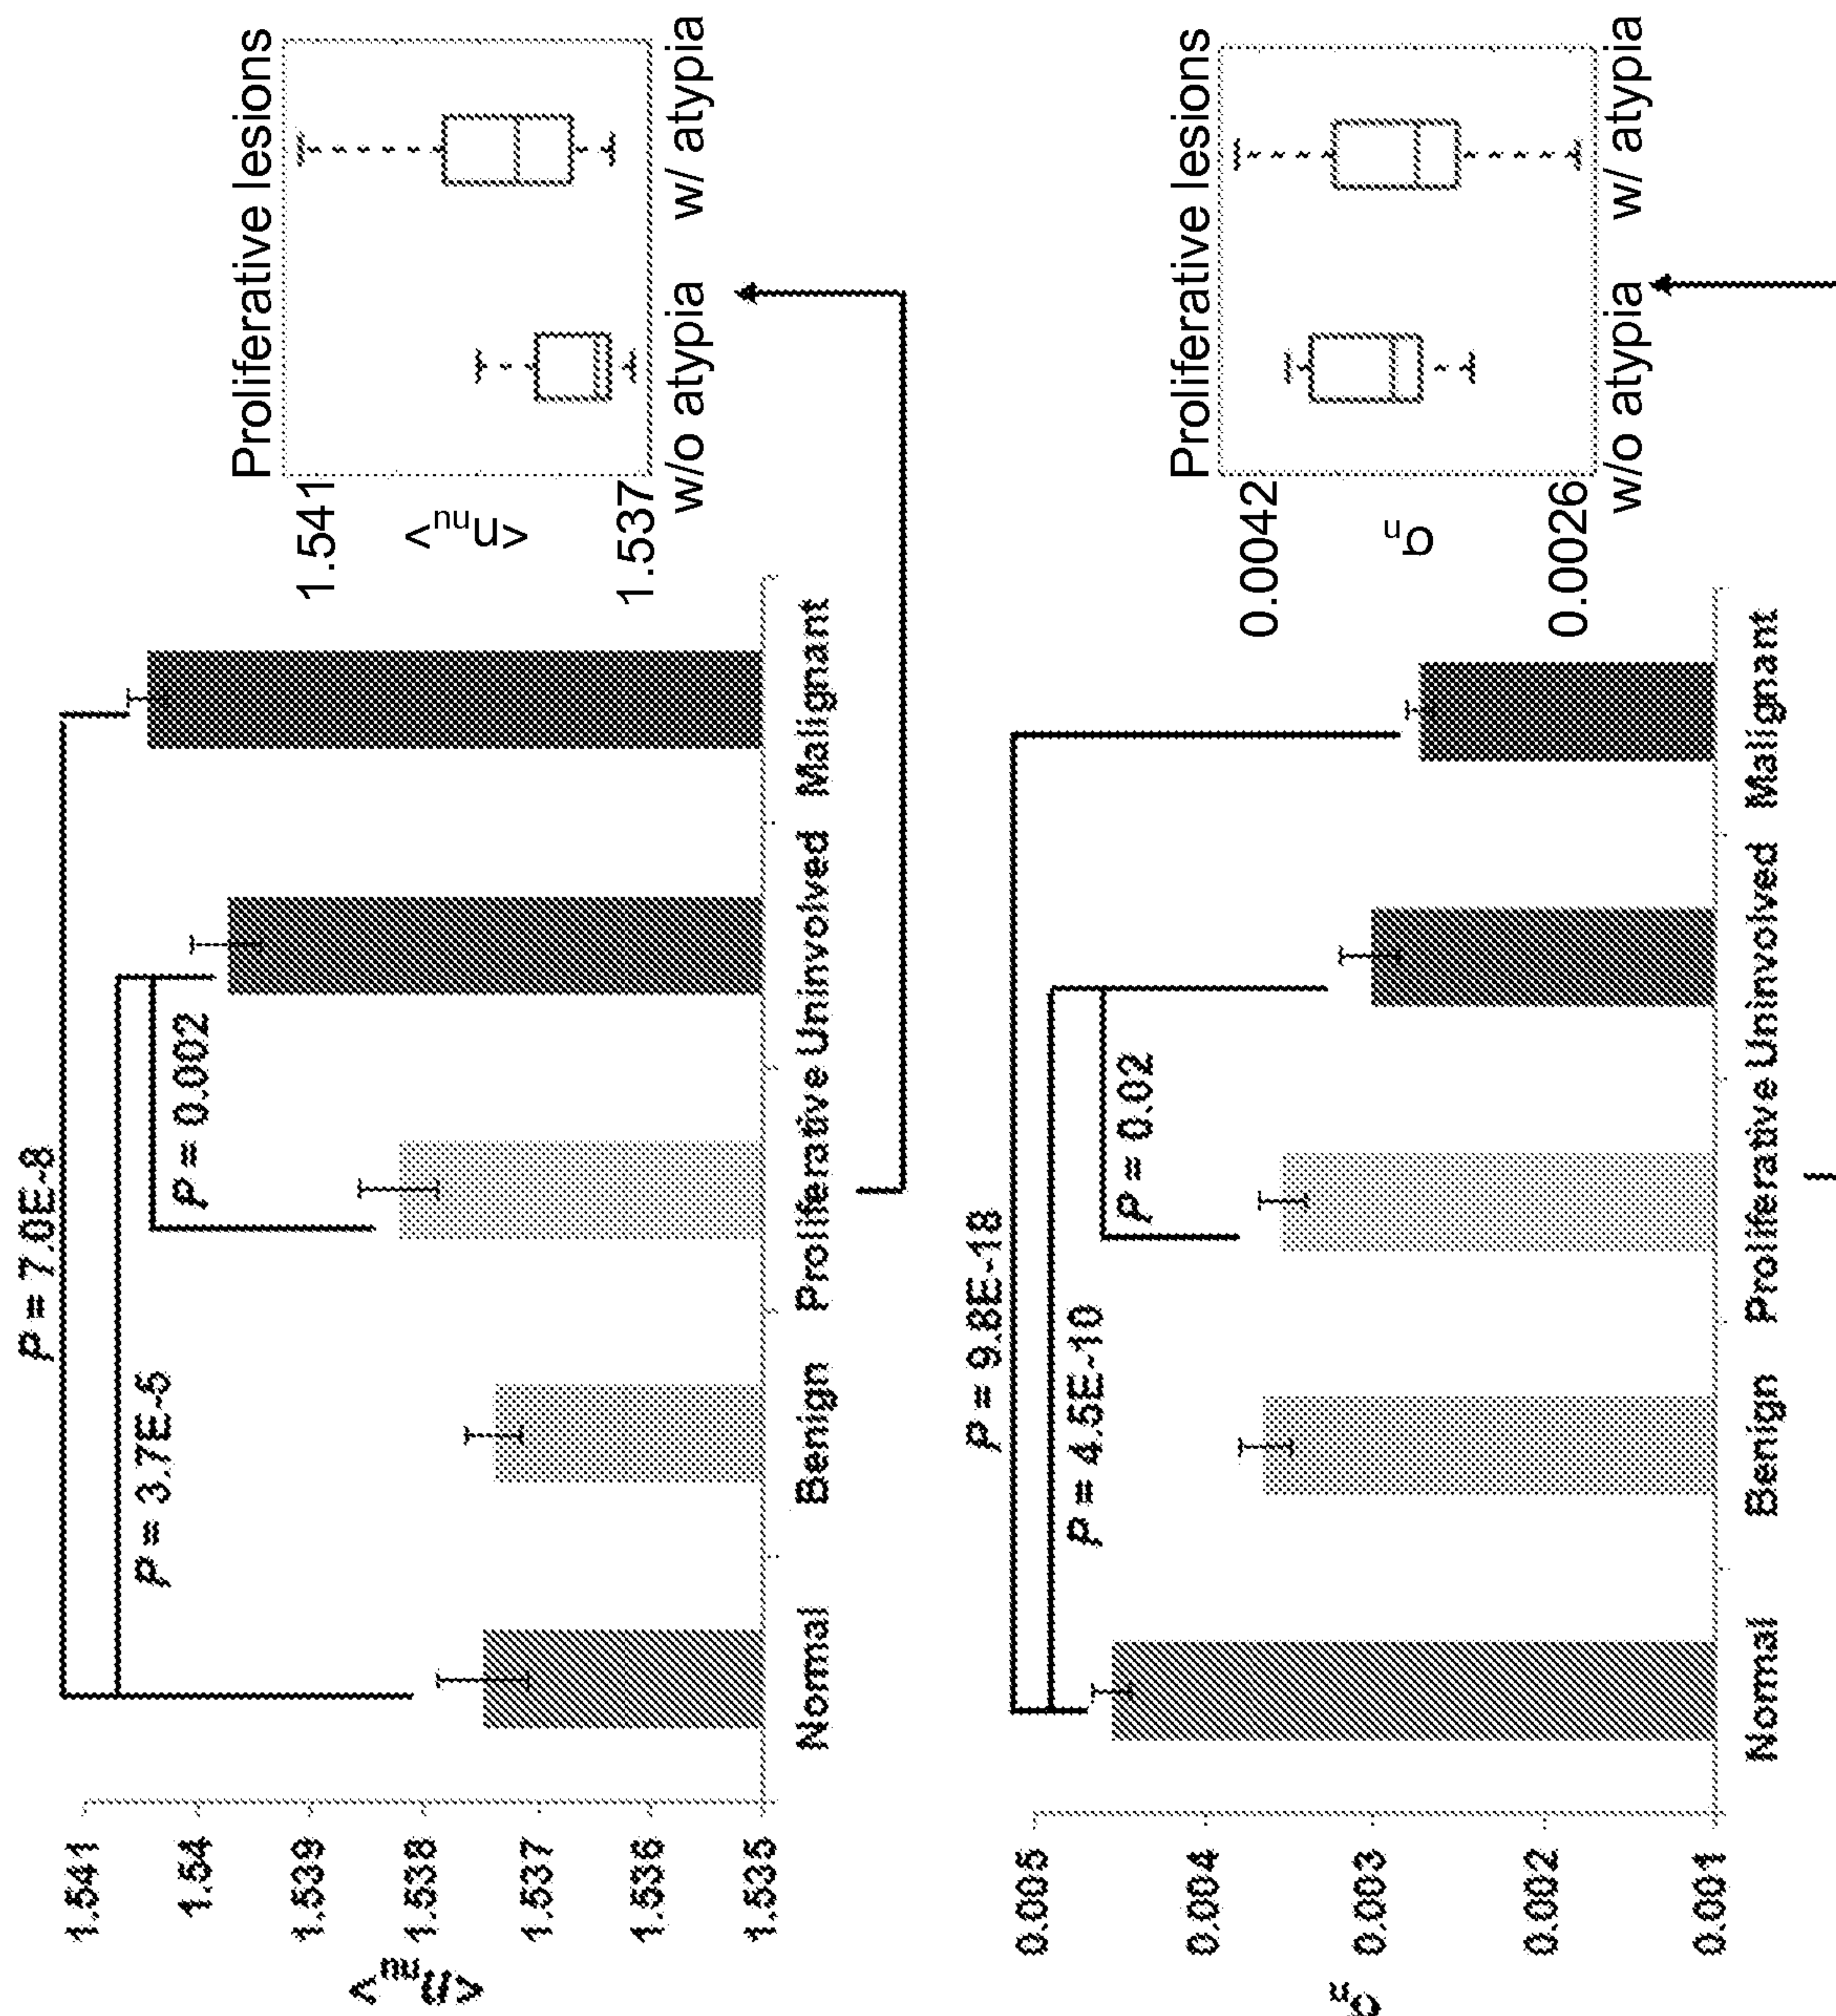 P = 7.0E-8
P = 3.7E-5
P = 0.002
1.541
1.54
1.539
1.538
1.537
1.536
1.535
<n_nu>
Normal
Benign
Proliferative
Uninvolved
Malignant
Proliferative lesions
1.541
<n_nu>
1.537
w/o atypia
w/ atypia
P = 9.8E-18
P = 4.5E-10
P = 0.02
0.005
0.004
0.003
0.002
0.001
σ_n
Normal
Benign
Proliferative
Uninvolved
Malignant
Proliferative lesions
0.0042
σ_n
0.0026
w/o atypia
w/ atypia